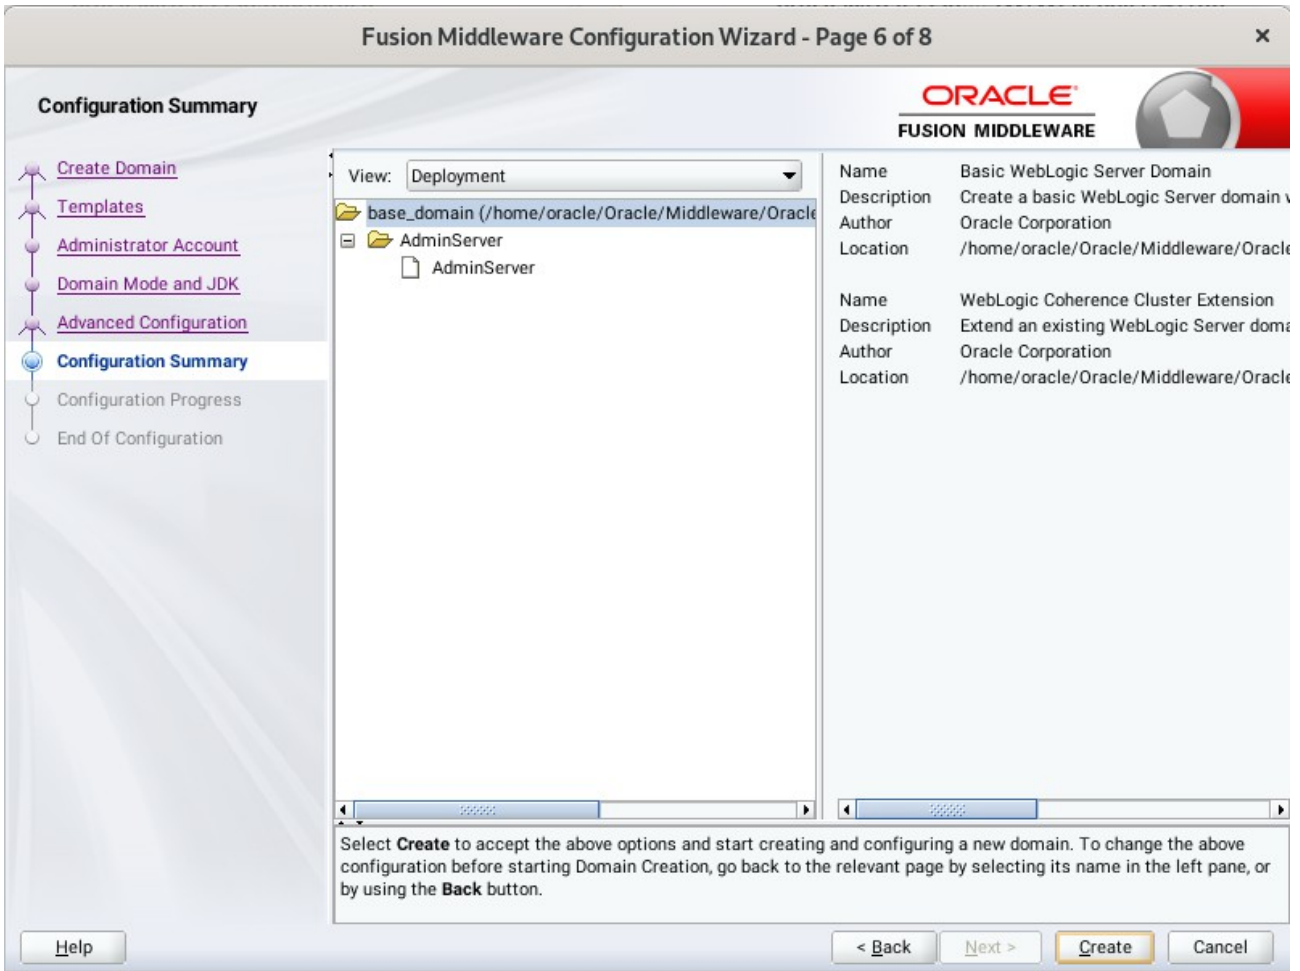 Fusion Middleware Configuration Wizard - Page 6 of 8
Configuration Summary
ORACLE
FUSION MIDDLEWARE
Create Domain
Templates
Administrator Account
Domain Mode and JDK
Advanced Configuration
Configuration Summary
Configuration Progress
End Of Configuration
View: Deployment
base_domain (/home/oracle/Oracle/Middleware/Oracle
AdminServer
AdminServer
Name Basic WebLogic Server Domain
Description Create a basic WebLogic Server domain
Author Oracle Corporation
Location /home/oracle/Oracle/Middleware/Oracle
Name WebLogic Coherence Cluster Extension
Description Extend an existing WebLogic Server doma
Author Oracle Corporation
Location /home/oracle/Oracle/Middleware/Oracle
Select Create to accept the above options and start creating and configuring a new domain. To change the above
configuration before starting Domain Creation, go back to the relevant page by selecting its name in the left pane, or
by using the Back button.
Help
< Back
Next >
Create
Cancel